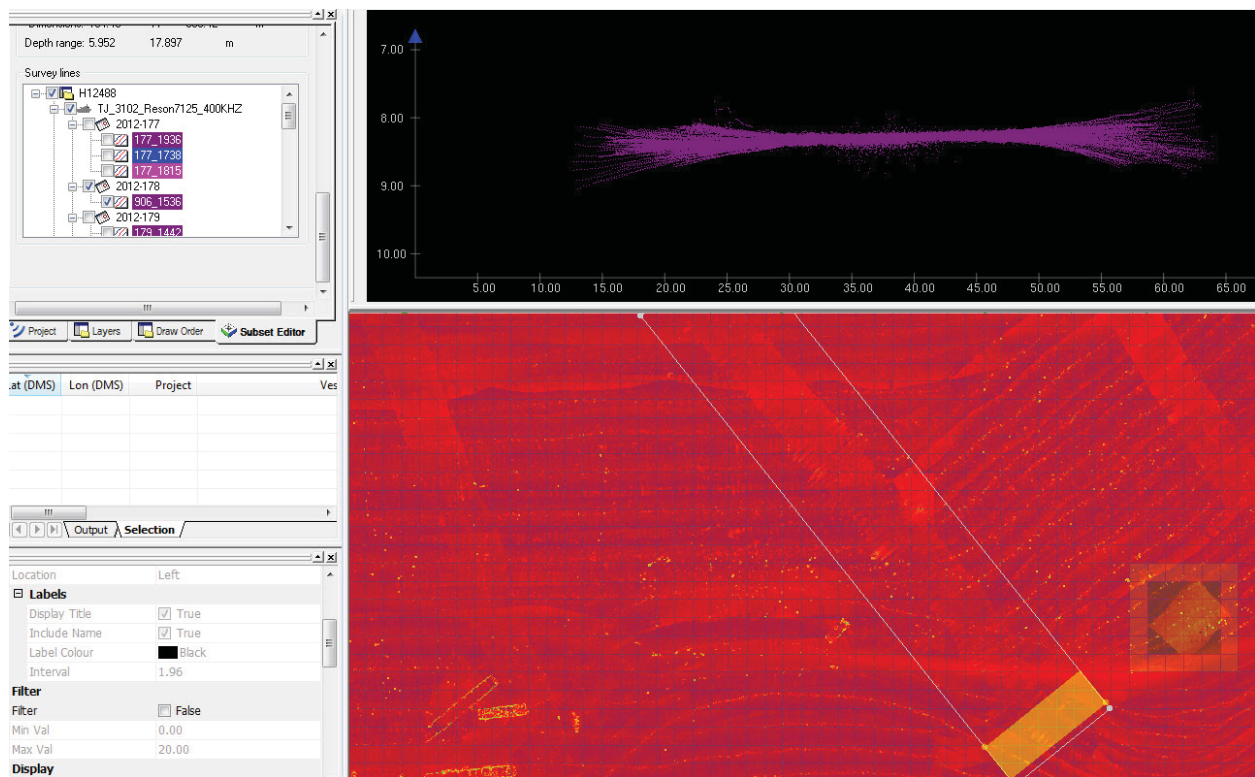 Depth range: 5.952 17.897 m
Survey lines
H12488
TJ_3102_Reson7125_400KHZ
2012-177
177_1936
177_1738
177_1815
2012-178
906_1536
2012-179
179_1442
Project Layers Draw Order Subset Editor
Lon (DMS) Project
Output Selection
Location Left
Labels
Display Title True
Include Name True
Label Colour Black
Interval 1.96
Filter
Filter False
Min Val 0.00
Max Val 20.00
Display
7.00
8.00
9.00
10.00
5.00 10.00 15.00 20.00 25.00 30.00 35.00 40.00 45.00 50.00 55.00 60.00 65.00